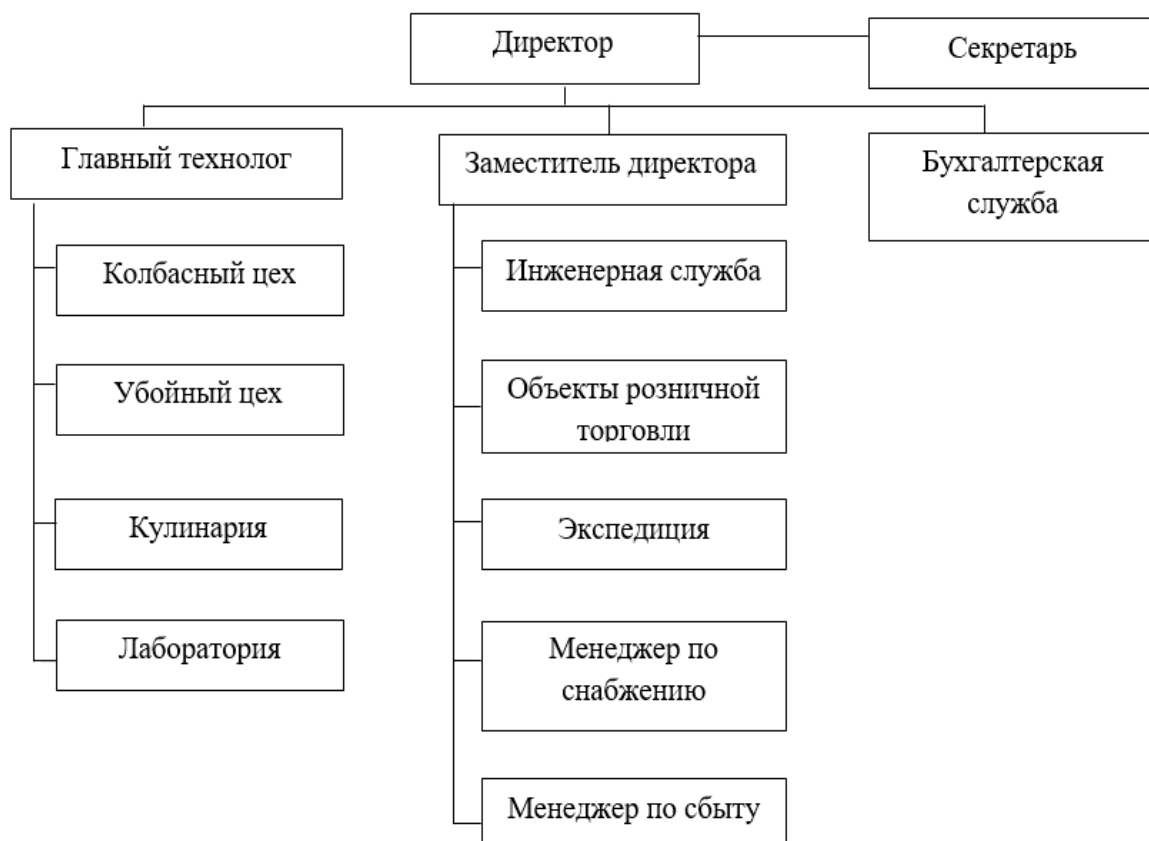 Директор
Секретарь
Главный технолог
Заместитель директора
Бухгалтерская
служба
Колбасный цех
Инженерная служба
Убойный цех
Объекты розничной
торговли
Кулинария
Экспедиция
Лаборатория
Менеджер по
снабжению
Менеджер по сбыту